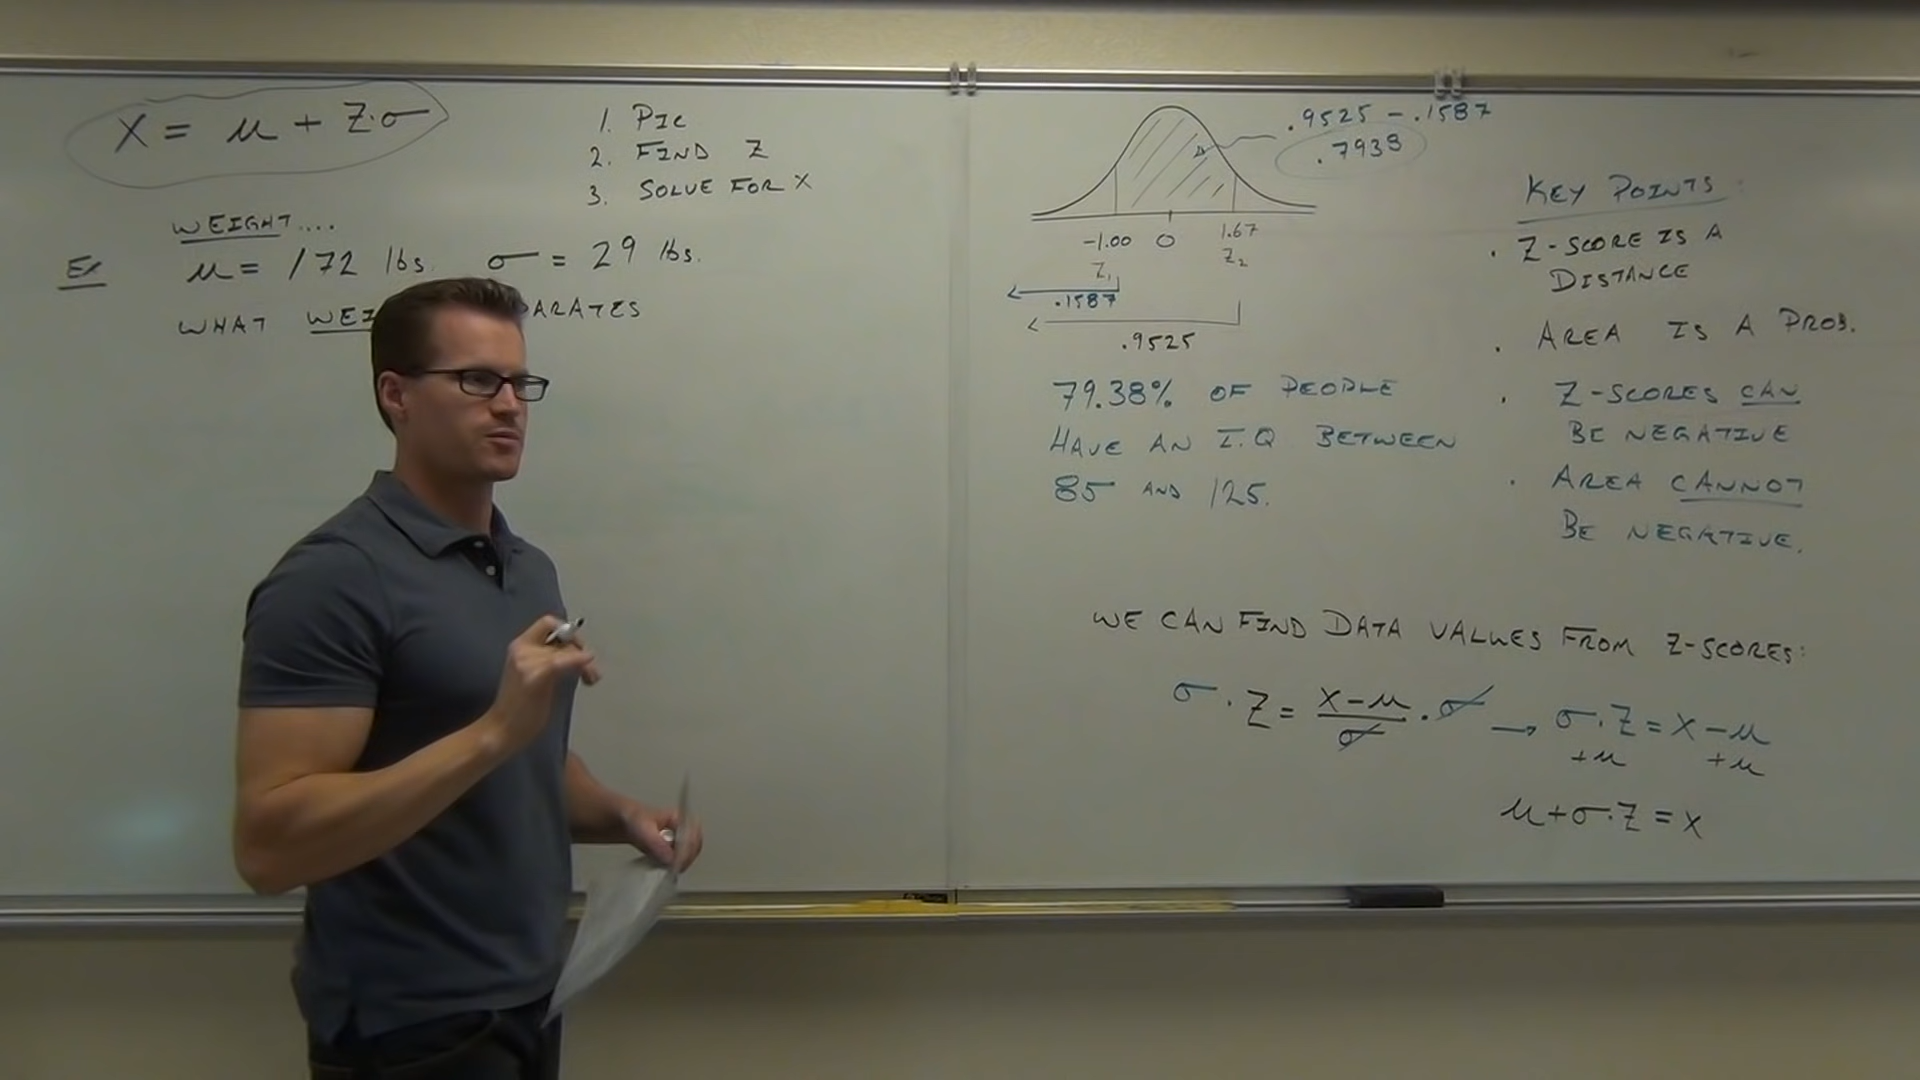 X = μ + Z·σ
1. PIC
2. FIND Z
3. SOLVE FOR X
WEIGHT....
Ex μ = 172 lbs. σ = 29 lbs.
WHAT WEI ARATES
.9525 - .1587
.7938
-1.00 0 1.67
Z₁ Z₂
.1587
.9525
79.38% OF PEOPLE
HAVE AN I.Q BETWEEN
85 AND 125.
KEY POINTS:
· Z-SCORE IS A
DISTANCE
· AREA IS A PROB.
· Z-SCORES CAN
BE NEGATIVE
· AREA CANNOT
BE NEGATIVE.
WE CAN FIND DATA VALUES FROM Z-SCORES:
σ · Z = (X-μ)/σ · σ → σ·Z = X-μ
+μ +μ
μ+σ·Z = X